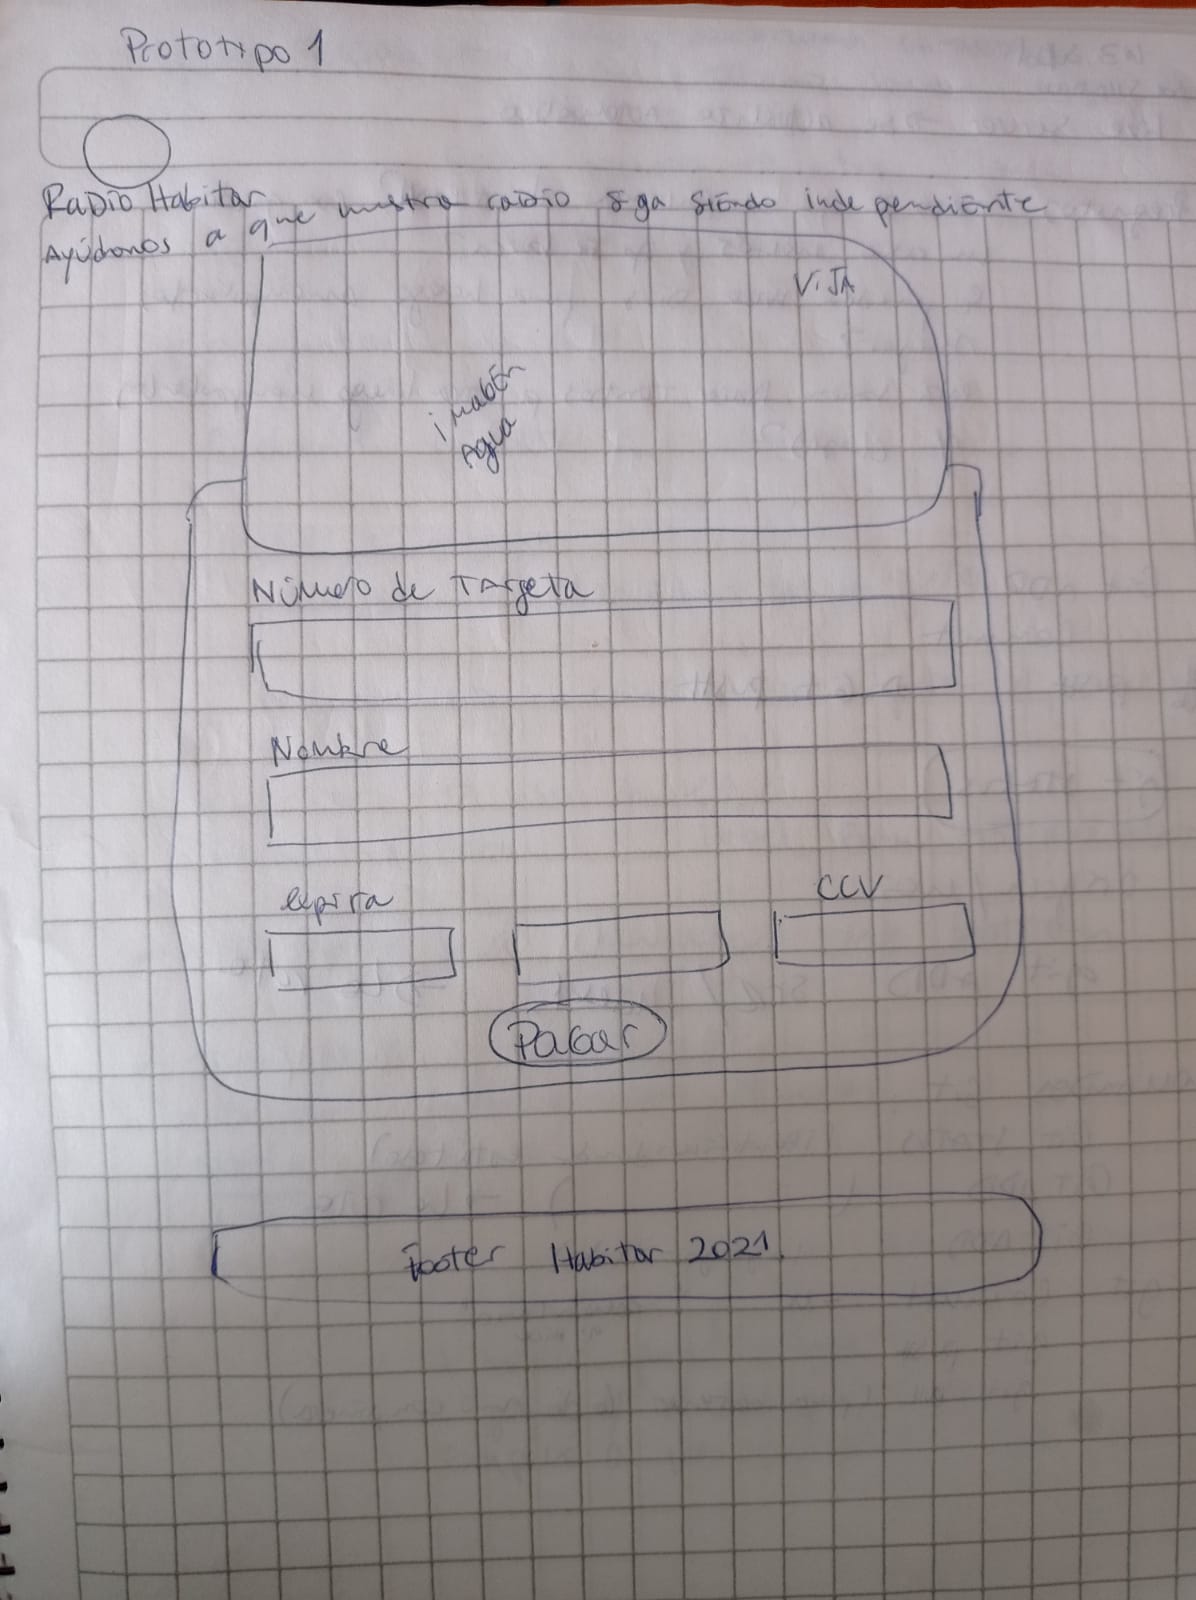 Prototipo 1
Radio Habitar
Ayúdanos a que nuestra radio siga siendo independiente
ViSA
imagen
Agua
Número de Targeta
Nombre
expira
CCV
Pagar
Footer Habitar 2021.